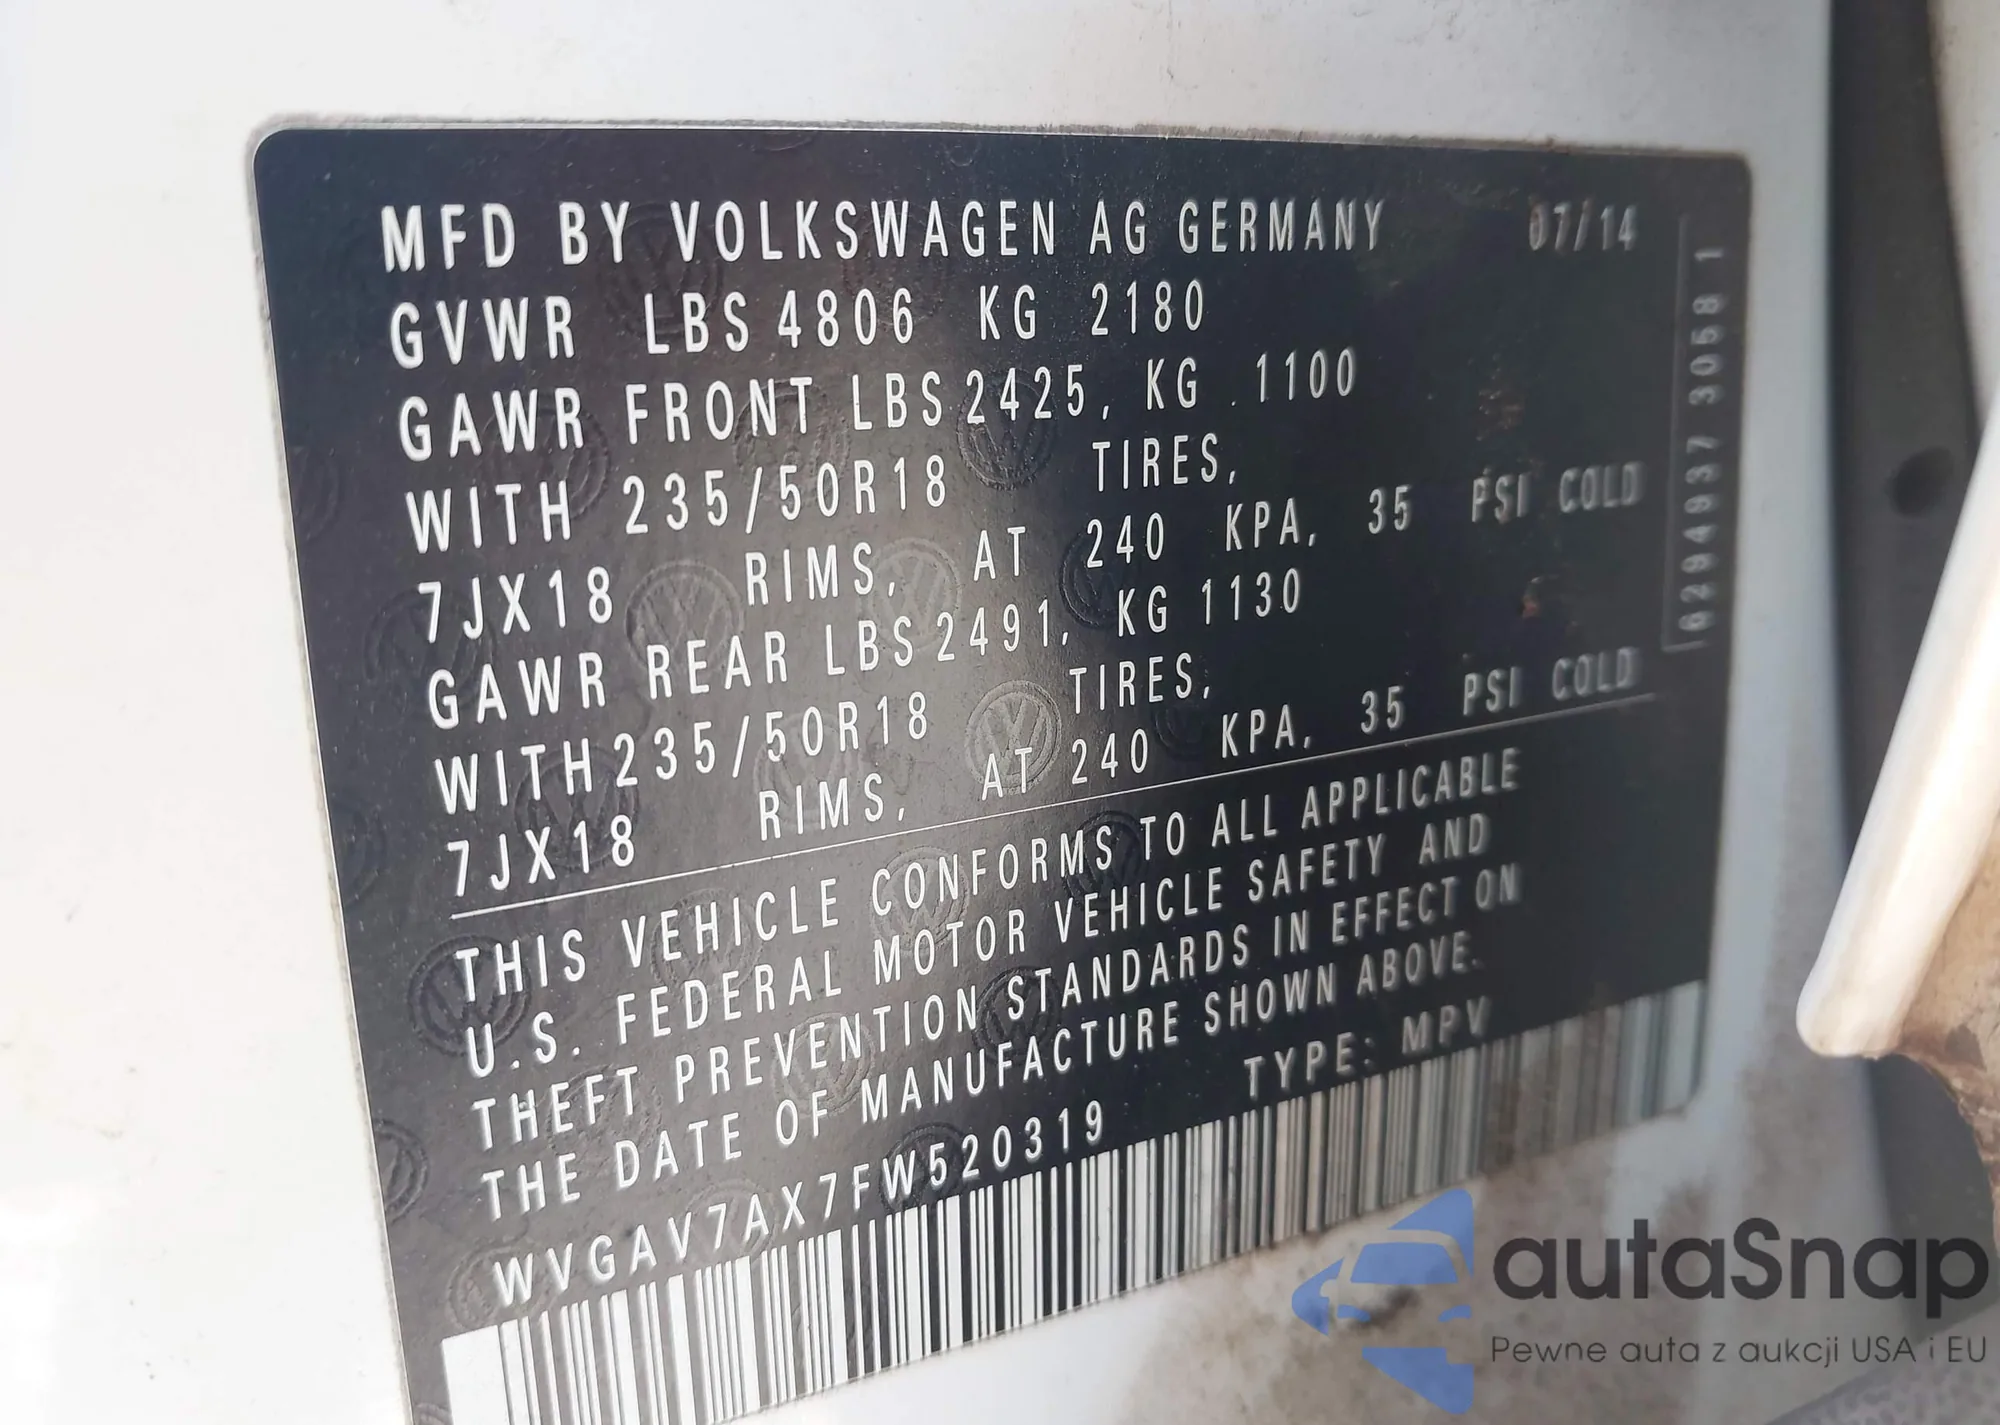 MFD BY VOLKSWAGEN AG GERMANY 07/14
GVWR LBS 4806 KG 2180
GAWR FRONT LBS 2425, KG 1100
WITH 235/50R18 TIRES,
7JX18 RIMS, AT 240 KPA, 35 PSI COLD
GAWR REAR LBS 2491, KG 1130
WITH 235/50R18 TIRES,
7JX18 RIMS, AT 240 KPA, 35 PSI COLD
THIS VEHICLE CONFORMS TO ALL APPLICABLE
U.S. FEDERAL MOTOR VEHICLE SAFETY AND
THEFT PREVENTION STANDARDS IN EFFECT ON
THE DATE OF MANUFACTURE SHOWN ABOVE.
WVGAV7AX7FW520319 TYPE: MPV
G294937 3058 1
autaSnap
Pewne auta z aukcji USA i EU